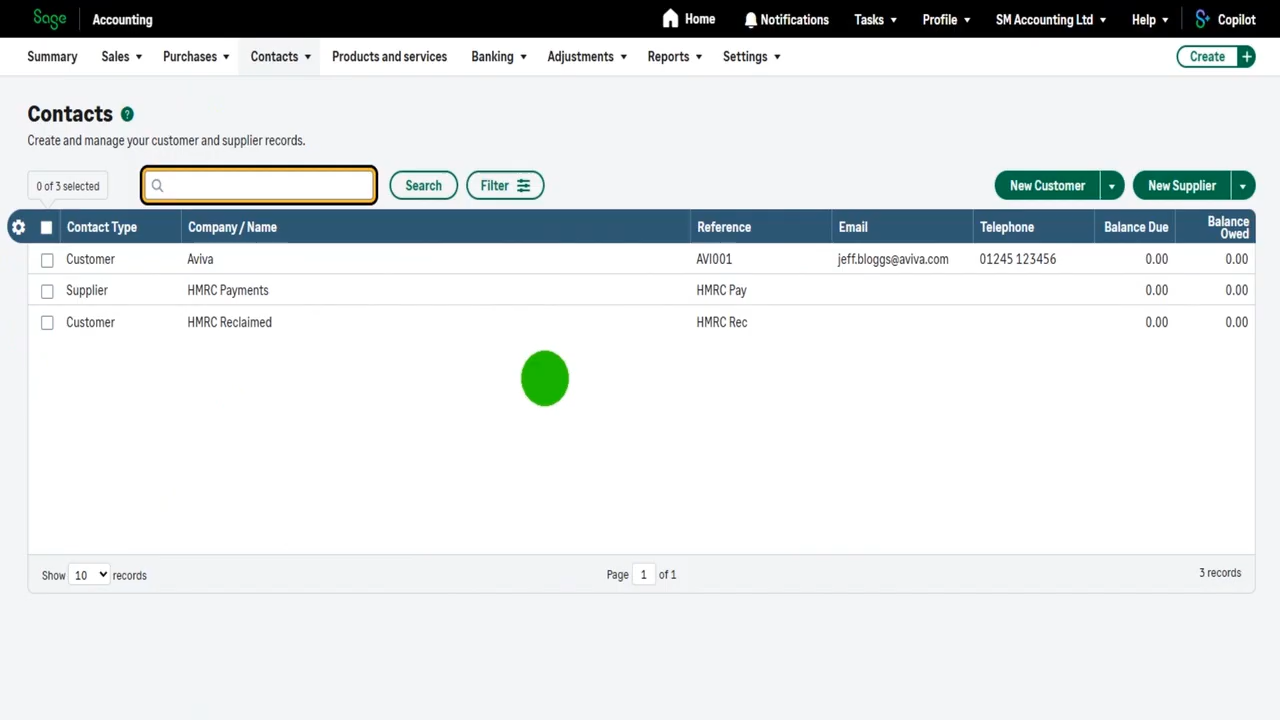 Sage Accounting Home Notifications Tasks Profile SM Accounting Ltd Help Copilot
Summary Sales Purchases Contacts Products and services Banking Adjustments Reports Settings Create +
Contacts ?
Create and manage your customer and supplier records.
0 of 3 selected Search Filter New Customer New Supplier
Contact Type Company / Name Reference Email Telephone Balance Due Balance Owed
Customer Aviva AVI001 jeff.bloggs@aviva.com 01245 123456 0.00 0.00
Supplier HMRC Payments HMRC Pay 0.00 0.00
Customer HMRC Reclaimed HMRC Rec 0.00 0.00
Show 10 records Page 1 of 1 3 records